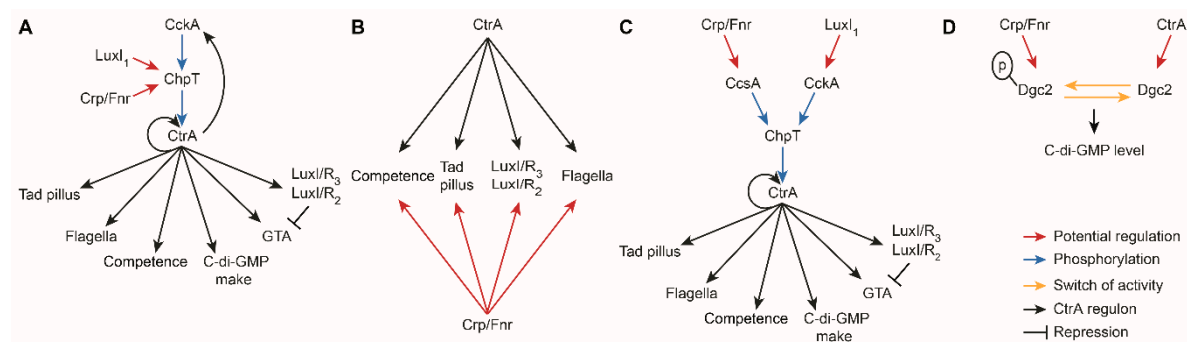 A
CckA
LuxI1
ChpT
Crp/Fnr
CtrA
Tad pillus
Flagella
Competence
C-di-GMP
make
GTA
LuxI/R3
LuxI/R2
B
CtrA
Competence
Tad
pillus
LuxI/R3
LuxI/R2
Flagella
Crp/Fnr
C
Crp/Fnr
LuxI1
CcsA
CckA
ChpT
CtrA
Tad pillus
Flagella
Competence
C-di-GMP
make
GTA
LuxI/R3
LuxI/R2
D
Crp/Fnr
CtrA
p
Dgc2
Dgc2
C-di-GMP level
Potential regulation
Phosphorylation
Switch of activity
CtrA regulon
Repression